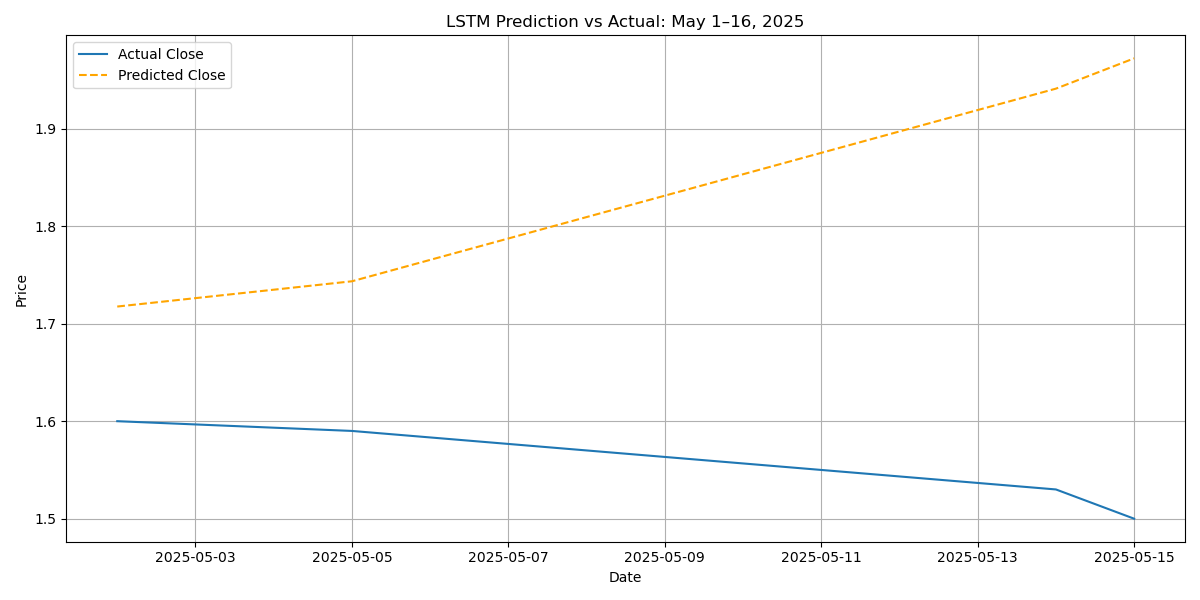 LSTM Prediction vs Actual: May 1–16, 2025
Actual Close
Predicted Close
Price
1.9
1.8
1.7
1.6
1.5
2025-05-03
2025-05-05
2025-05-07
2025-05-09
2025-05-11
2025-05-13
2025-05-15
Date